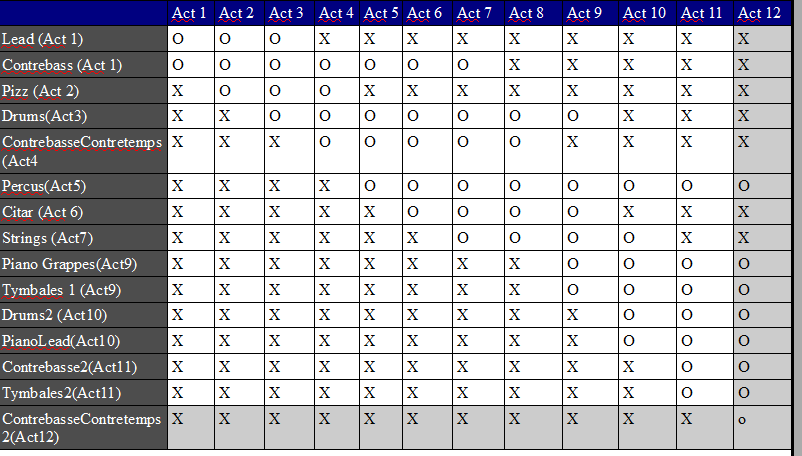 Act 1 Act 2 Act 3 Act 4 Act 5 Act 6 Act 7 Act 8 Act 9 Act 10 Act 11 Act 12
Lead (Act 1) O O O X X X X X X X X X
Contrebass (Act 1) O O O O O O O X X X X X
Pizz (Act 2) X O O O X X X X X X X X
Drums(Act3) X X O O O O O O O X X X
ContrebasseContretemps X X X O O O O O X X X X
(Act4
Percus(Act5) X X X X O O O O O O O O
Citar (Act 6) X X X X X O O O O X X X
Strings (Act7) X X X X X X O O O O X X
Piano Grappes(Act9) X X X X X X X X O O O O
Tymbales 1 (Act9) X X X X X X X X O O O O
Drums2 (Act10) X X X X X X X X X O O O
PianoLead(Act10) X X X X X X X X X O O O
Contrebasse2(Act11) X X X X X X X X X X O O
Tymbales2(Act11) X X X X X X X X X X O O
ContrebasseContretemps X X X X X X X X X X X o
2(Act12)